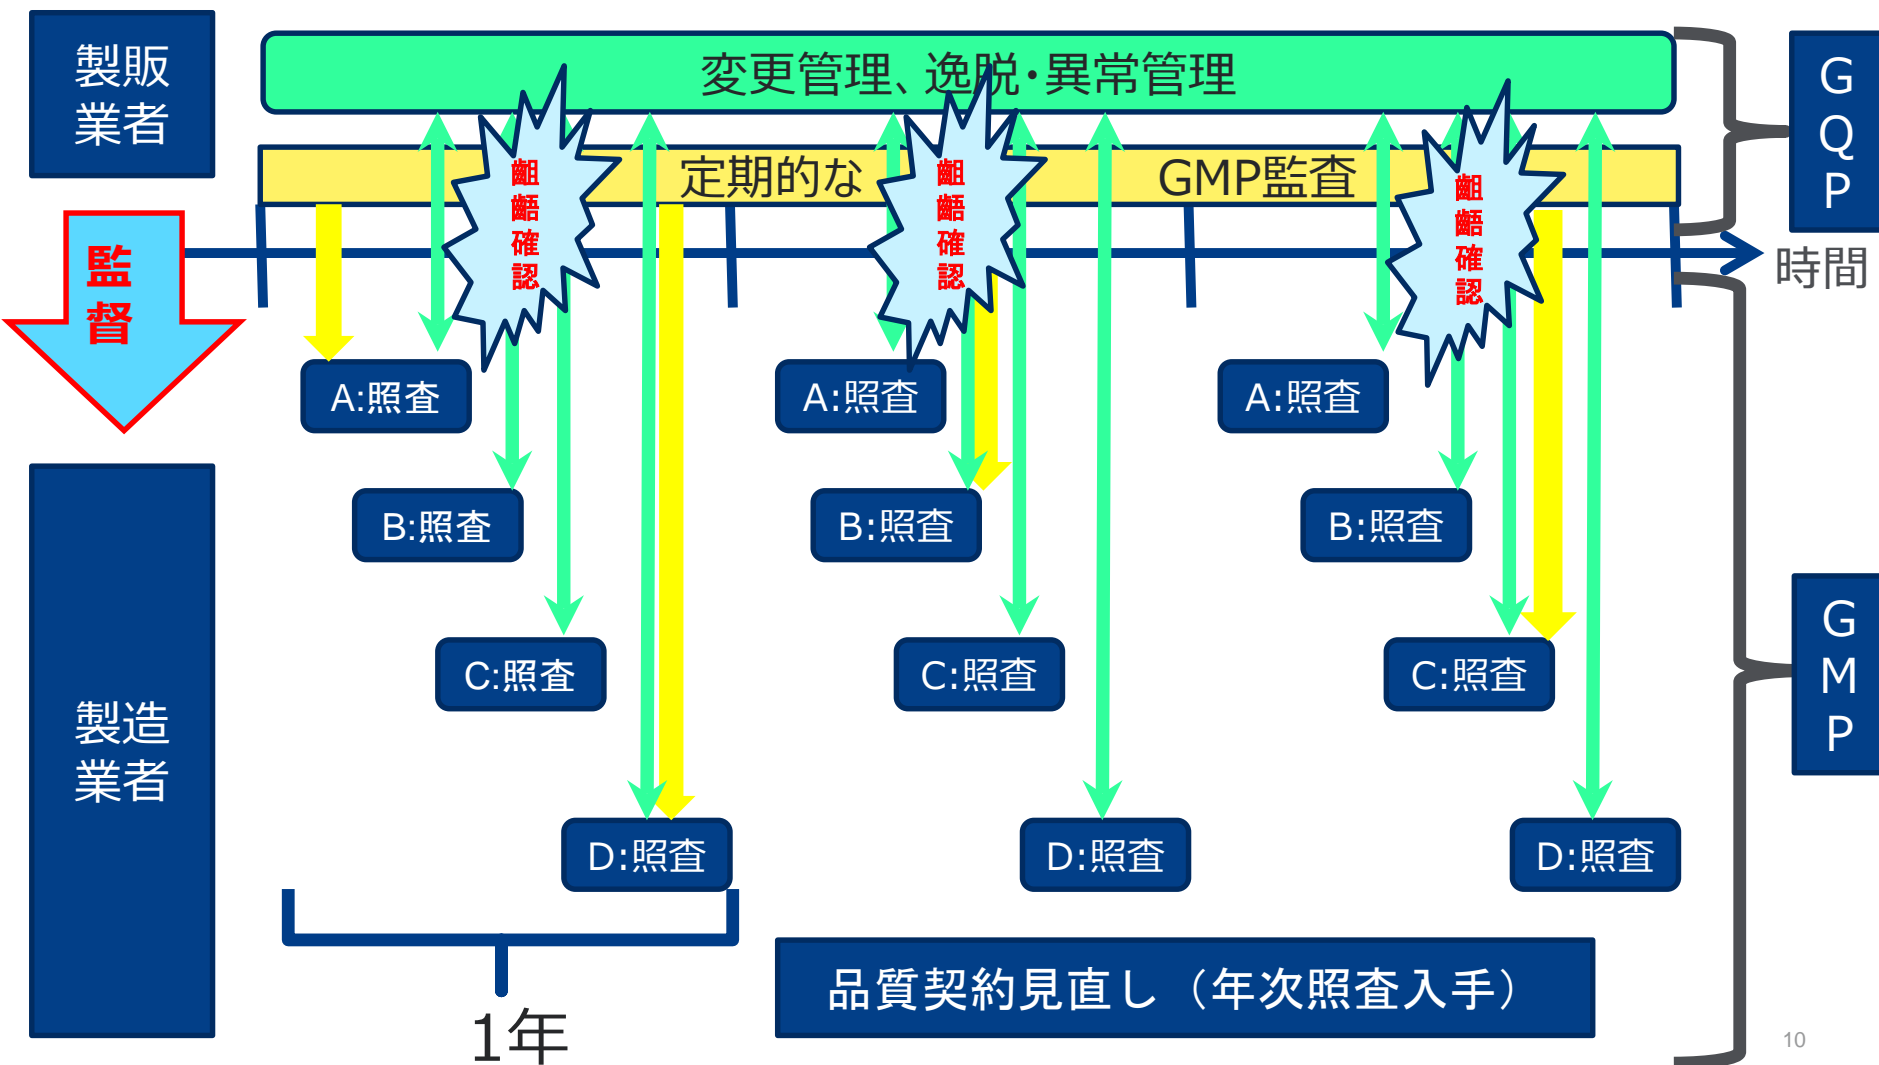 製販
業者
変更管理、逸脱・異常管理
G
Q
P
定期的な
GMP監査
齟
齬
確
認
齟
齬
確
認
齟
齬
確
認
監
督
時間
A:照査
A:照査
A:照査
B:照査
B:照査
B:照査
C:照査
C:照査
C:照査
製造
業者
G
M
P
D:照査
D:照査
D:照査
品質契約見直し（年次照査入手）
1年
10